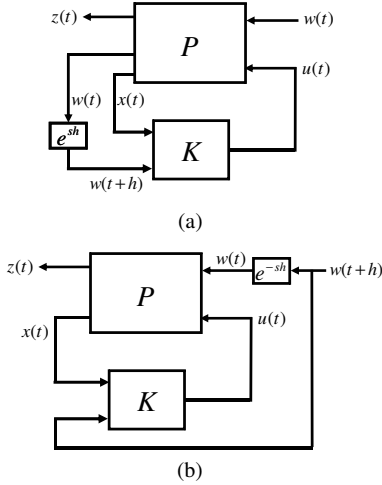 z(t)
P
w(t)
u(t)
w(t)
x(t)
e^{sh}
K
w(t+h)
(a)
z(t)
P
w(t)
e^{-sh}
w(t+h)
x(t)
u(t)
K
(b)